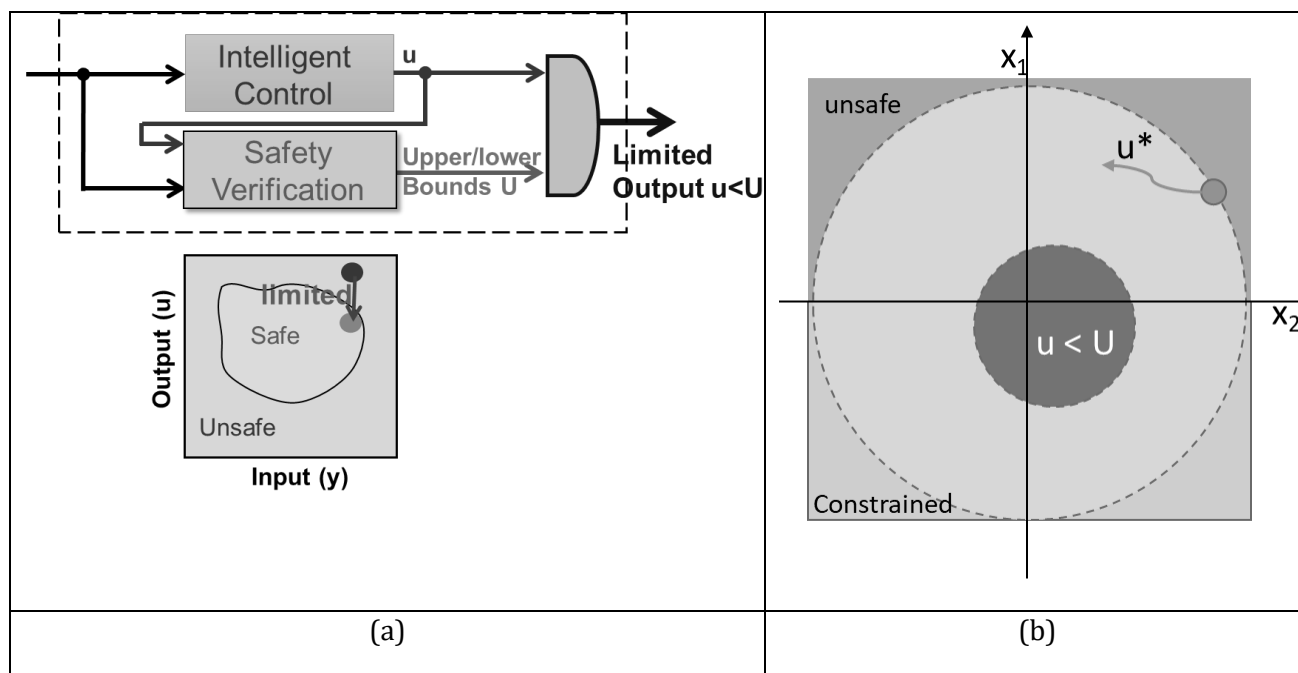 Intelligent
Control
u
Safety
Verification
Upper/lower
Bounds U
Limited
Output u<U
Output (u)
limited
Safe
Unsafe
Input (y)
(a)
x1
unsafe
u*
x2
u < U
Constrained
(b)